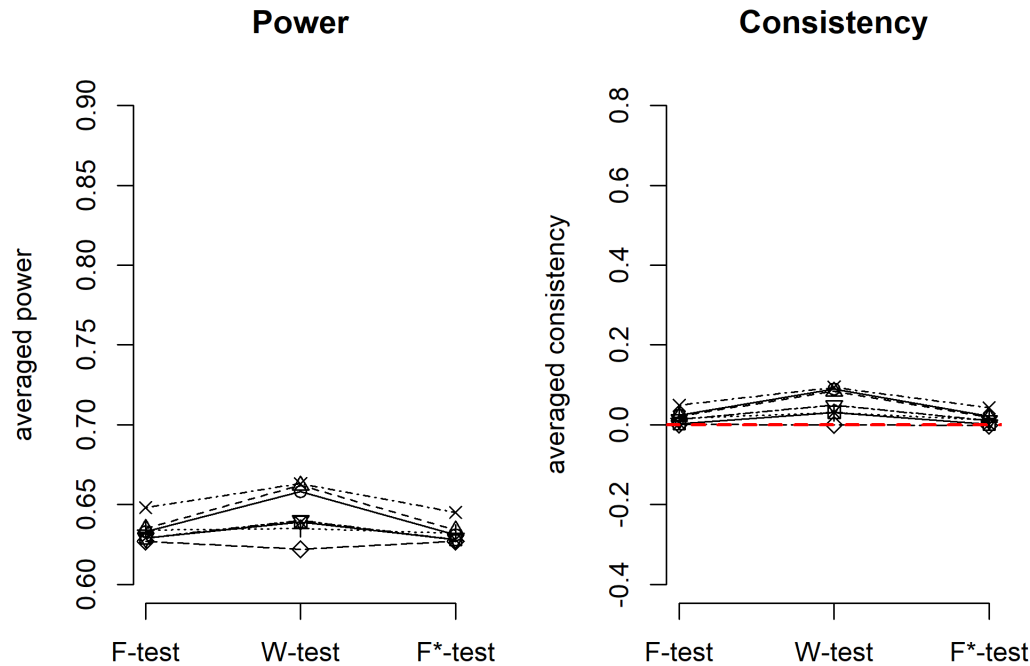 Power
averaged power
0.90
0.85
0.80
0.75
0.70
0.65
0.60
F-test W-test F*-test
Consistency
averaged consistency
0.8
0.6
0.4
0.2
0.0
-0.2
-0.4
F-test W-test F*-test